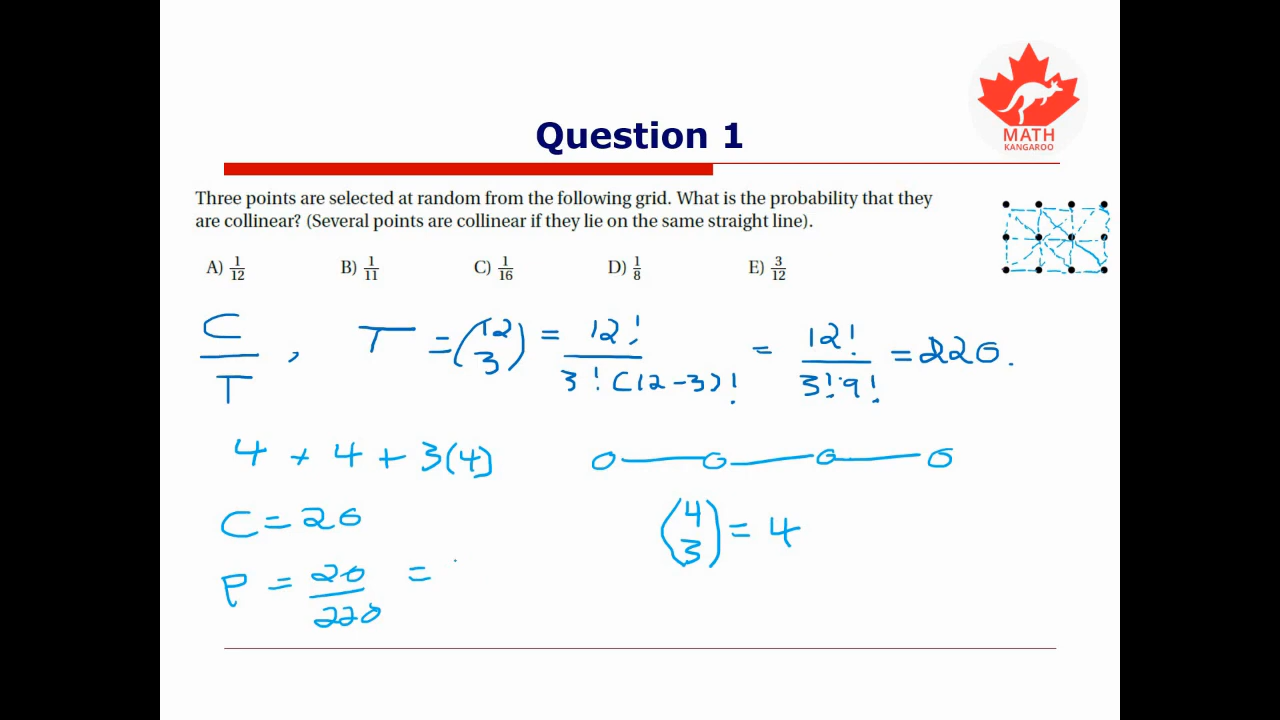 MATH
KANGAROO
Question 1
Three points are selected at random from the following grid. What is the probability that they
are collinear? (Several points are collinear if they lie on the same straight line).
A) 1/12 B) 1/11 C) 1/16 D) 1/8 E) 3/12
C/T , T = (12 3) = 12!/3!(12-3)! = 12!/3!9! = 220.
4 + 4 + 3(4)
C = 20
(4 3) = 4
P = 20/220 =